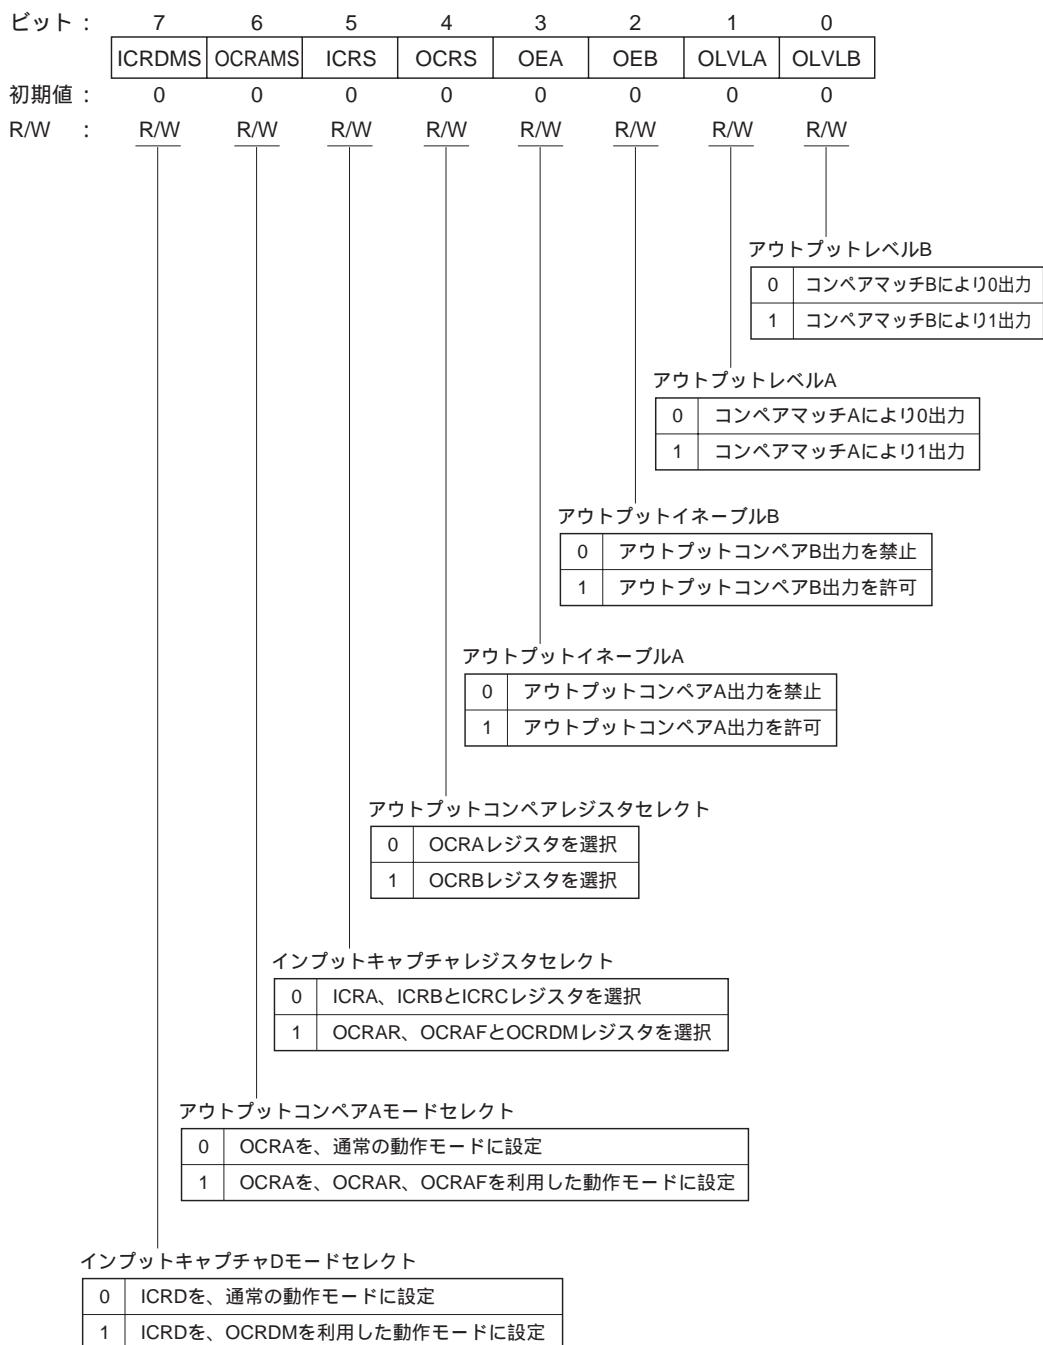 ビット： 7 6 5 4 3 2 1 0
ICRDMS OCRAMS ICRS OCRS OEA OEB OLVLA OLVLB
初期値： 0 0 0 0 0 0 0 0
R/W ： R/W R/W R/W R/W R/W R/W R/W R/W
アウトプットレベルB
0 コンペアマッチBにより0出力
1 コンペアマッチBにより1出力
アウトプットレベルA
0 コンペアマッチAにより0出力
1 コンペアマッチAにより1出力
アウトプットイネーブルB
0 アウトプットコンペアB出力を禁止
1 アウトプットコンペアB出力を許可
アウトプットイネーブルA
0 アウトプットコンペアA出力を禁止
1 アウトプットコンペアA出力を許可
アウトプットコンペアレジスタセレクト
0 OCRAレジスタを選択
1 OCRBレジスタを選択
インプットキャプチャレジスタセレクト
0 ICRA、ICRBとICRCレジスタを選択
1 OCRAR、OCRAFとOCRDMレジスタを選択
アウトプットコンペアAモードセレクト
0 OCRAを、通常の動作モードに設定
1 OCRAを、OCRAR、OCRAFを利用した動作モードに設定
インプットキャプチャDモードセレクト
0 ICRDを、通常の動作モードに設定
1 ICRDを、OCRDMを利用した動作モードに設定